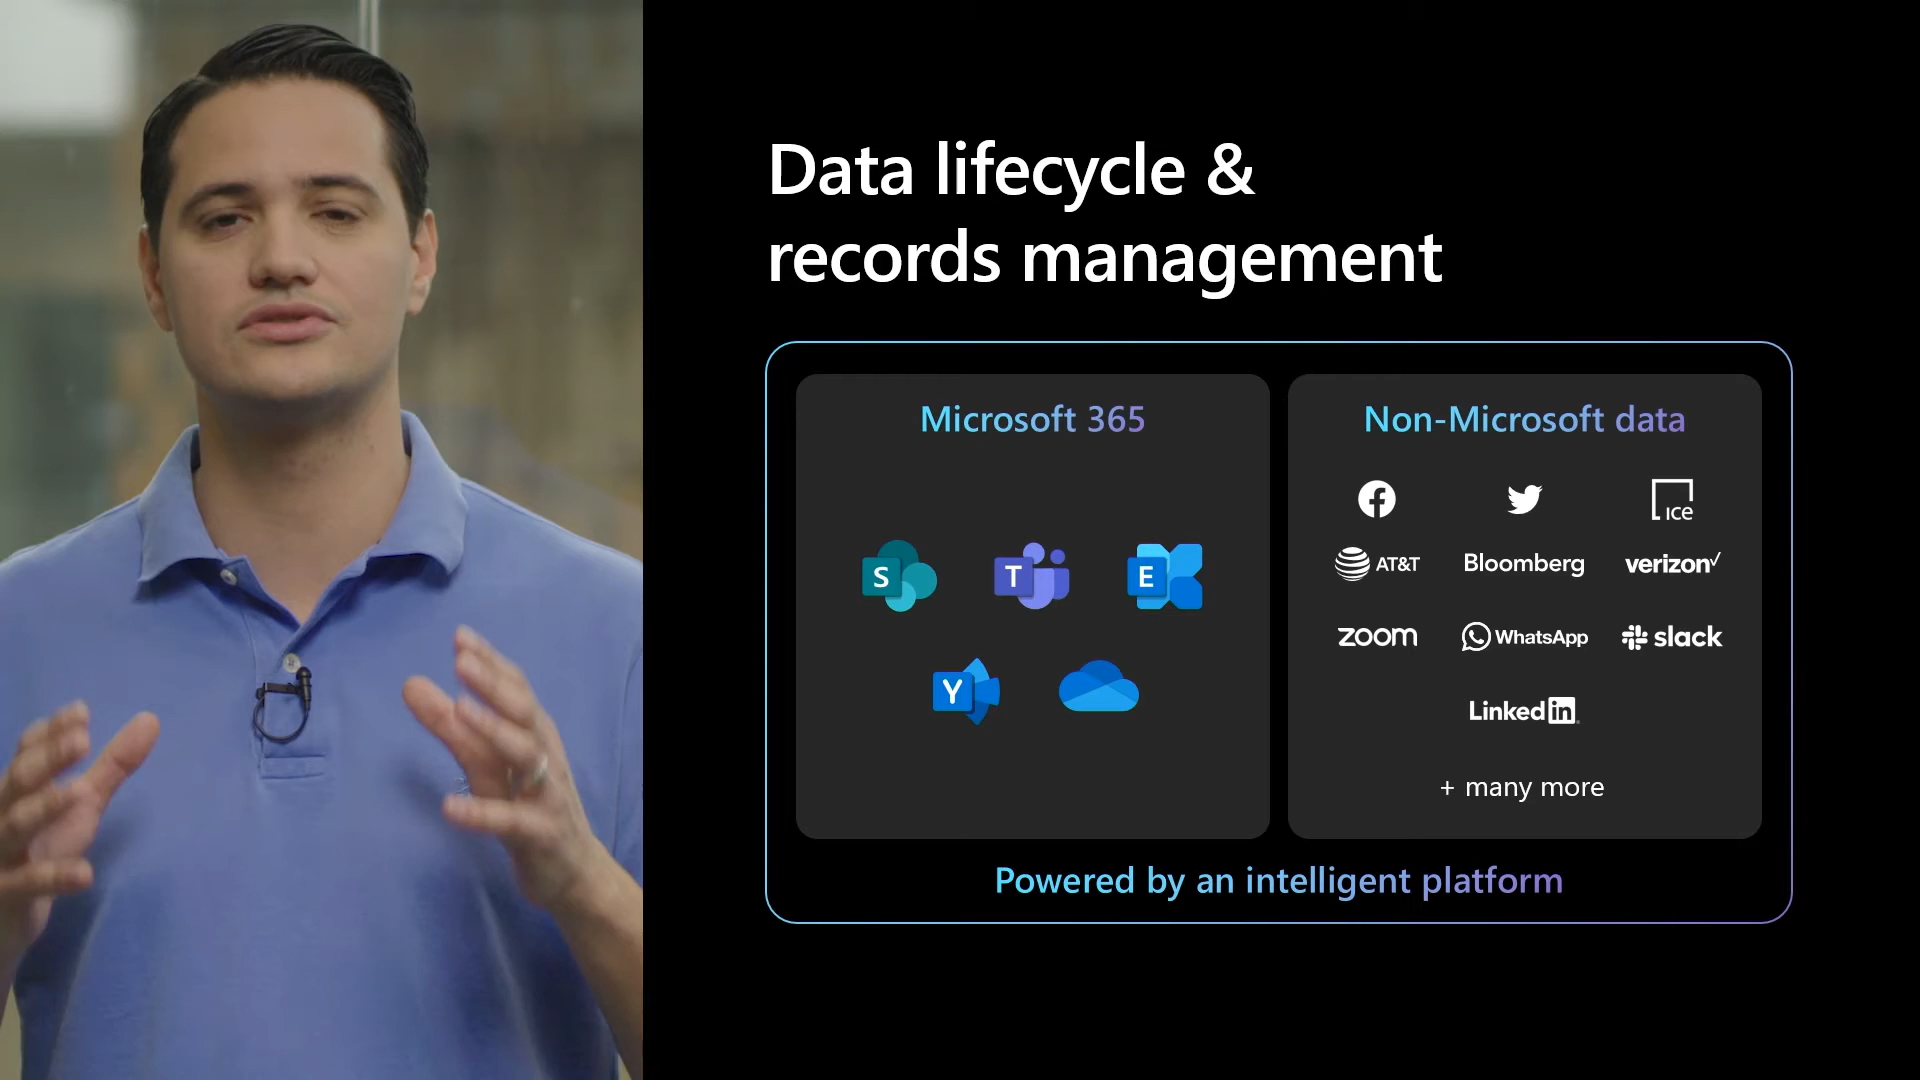 Data lifecycle &
records management
Microsoft 365
S
T
E
Y
Non-Microsoft data
ICE
AT&T
Bloomberg
verizon✓
zoom
WhatsApp
slack
Linkedin
+ many more
Powered by an intelligent platform